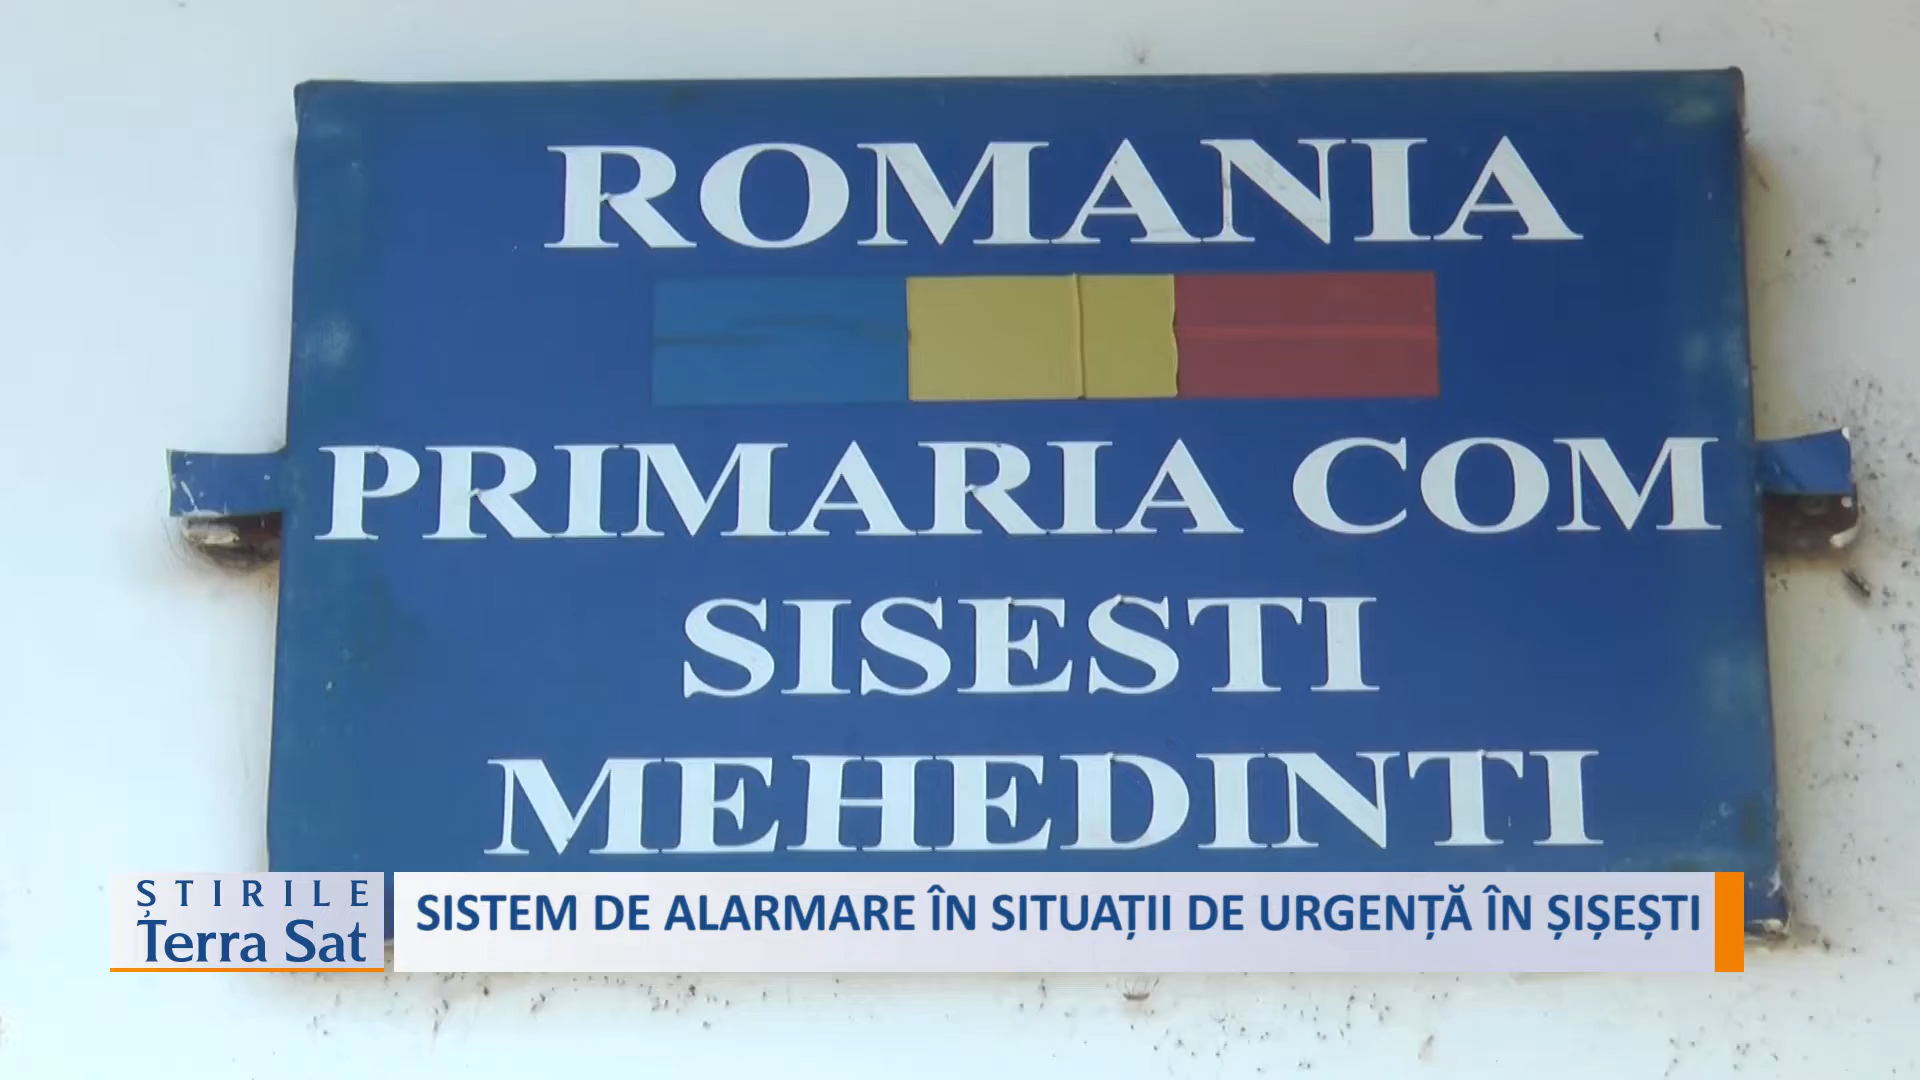 ROMANIA
PRIMARIA COM
SISESTI
MEHEDINTI
ȘTIRILE
Terra Sat
SISTEM DE ALARMARE ÎN SITUAȚII DE URGENȚĂ ÎN ȘIȘEȘTI